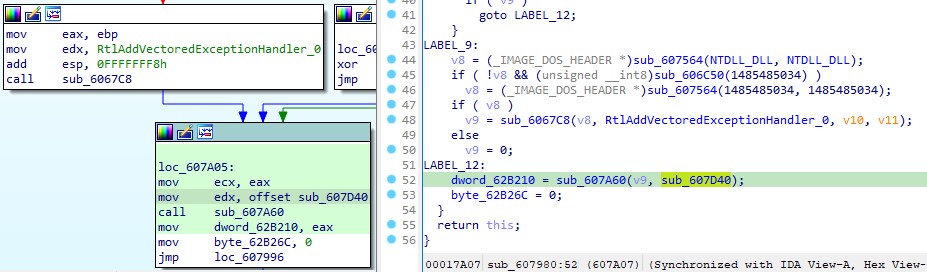 mov     eax, ebp
mov     edx, RtlAddVectoredExceptionHandler_0
add     esp, 0FFFFFFF8h
call    sub_6067C8
loc_6
xor
jmp
loc_607A05:
mov     ecx, eax
mov     edx, offset sub_607D40
call    sub_607A60
mov     dword_62B210, eax
mov     byte_62B26C, 0
jmp     loc_607996
40 if ( v9 )
41 goto LABEL_12;
42 }
43 LABEL_9:
44 v8 = (_IMAGE_DOS_HEADER *)sub_607564(NTDLL_DLL, NTDLL_DLL);
45 if ( !v8 && (unsigned __int8)sub_606C50(1485485034) )
46 v8 = (_IMAGE_DOS_HEADER *)sub_607564(1485485034, 1485485034);
47 if ( v8 )
48 v9 = sub_6067C8(v8, RtlAddVectoredExceptionHandler_0, v10, v11);
49 else
50 v9 = 0;
51 LABEL_12:
52 dword_62B210 = sub_607A60(v9, sub_607D40);
53 byte_62B26C = 0;
54 }
55 return this;
56 }
00017A07 sub_607980:52 (607A07) (Synchronized with IDA View-A, Hex View-